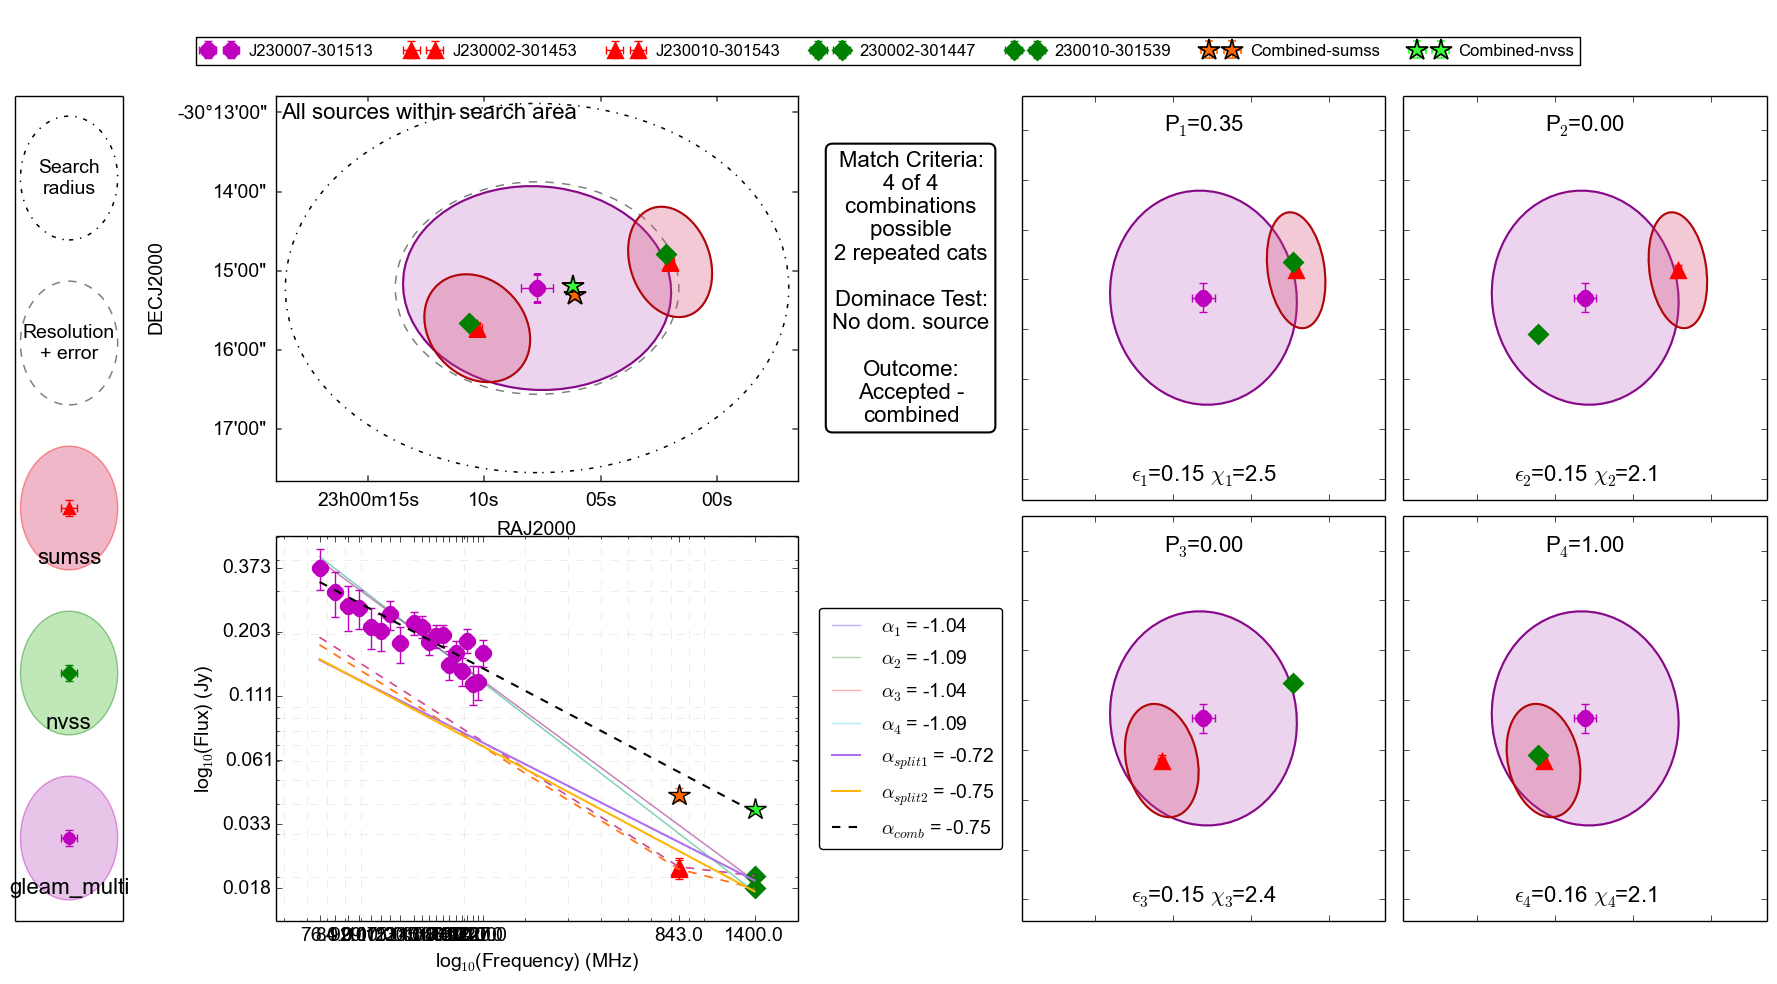 J230007-301513 J230002-301453 J230010-301543 230002-301447 230010-301539 Combined-sumss Combined-nvss
Search
radius
Resolution
+ error
sumss
nvss
gleam_multi
All sources within search area
-30°13'00"
14'00"
15'00"
16'00"
17'00"
DECJ2000
23h00m15s 10s 05s 00s
RAJ2000
Match Criteria:
4 of 4
combinations
possible
2 repeated cats
Dominace Test:
No dom. source
Outcome:
Accepted -
combined
P1=0.35
ϵ1=0.15 χ1=2.5
P2=0.00
ϵ2=0.15 χ2=2.1
P3=0.00
ϵ3=0.15 χ3=2.4
P4=1.00
ϵ4=0.16 χ4=2.1
0.373
0.203
0.111
0.061
0.033
0.018
log10(Flux) (Jy)
843.0 1400.0
log10(Frequency) (MHz)
α1 = -1.04
α2 = -1.09
α3 = -1.04
α4 = -1.09
αsplit1 = -0.72
αsplit2 = -0.75
αcomb = -0.75